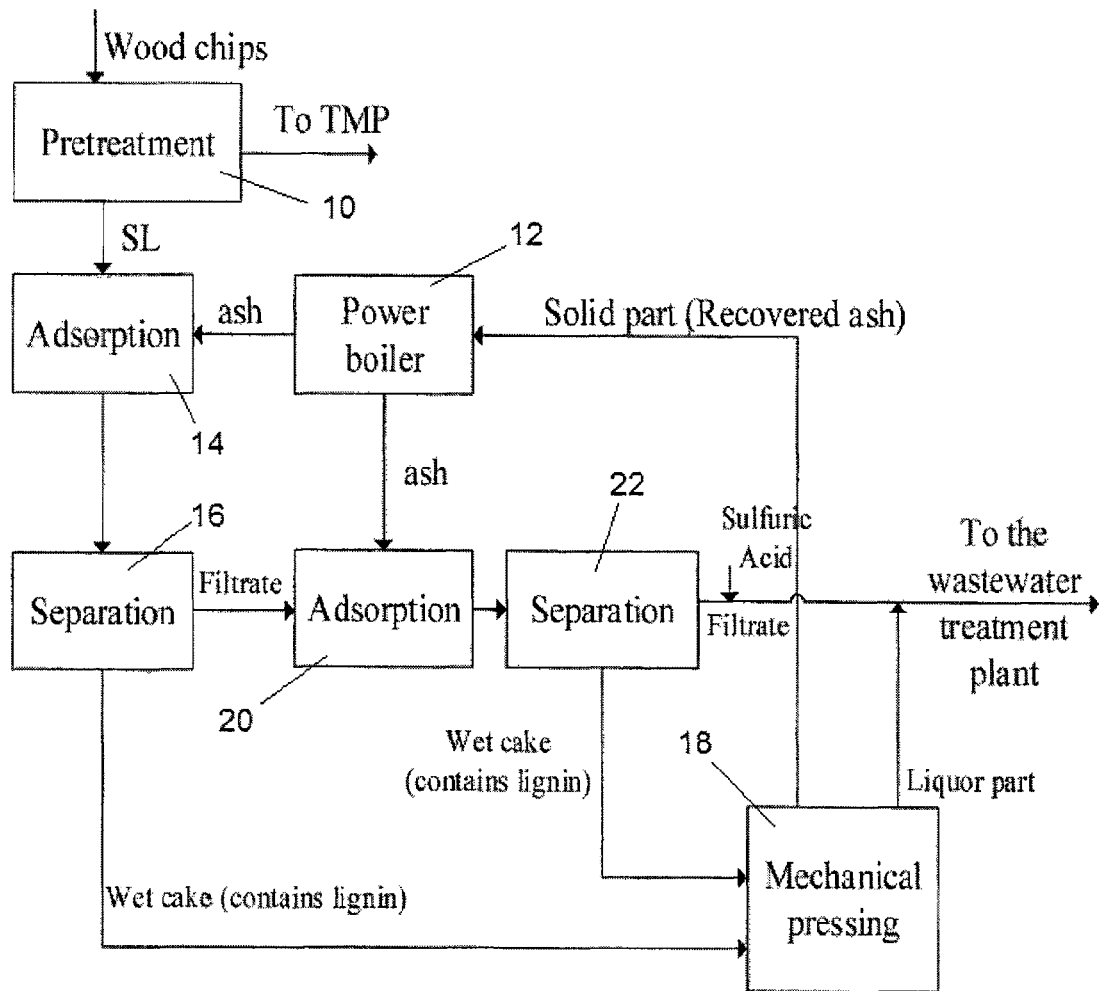 Wood chips
Pretreatment
To TMP
10
SL
12
Adsorption
ash
Power
boiler
Solid part (Recovered ash)
14
ash
16
22
Sulfuric
Acid
To the
wastewater
treatment
plant
Separation
Filtrate
Adsorption
Separation
Filtrate
20
Wet cake
(contains lignin)
18
Liquor part
Wet cake (contains lignin)
Mechanical
pressing